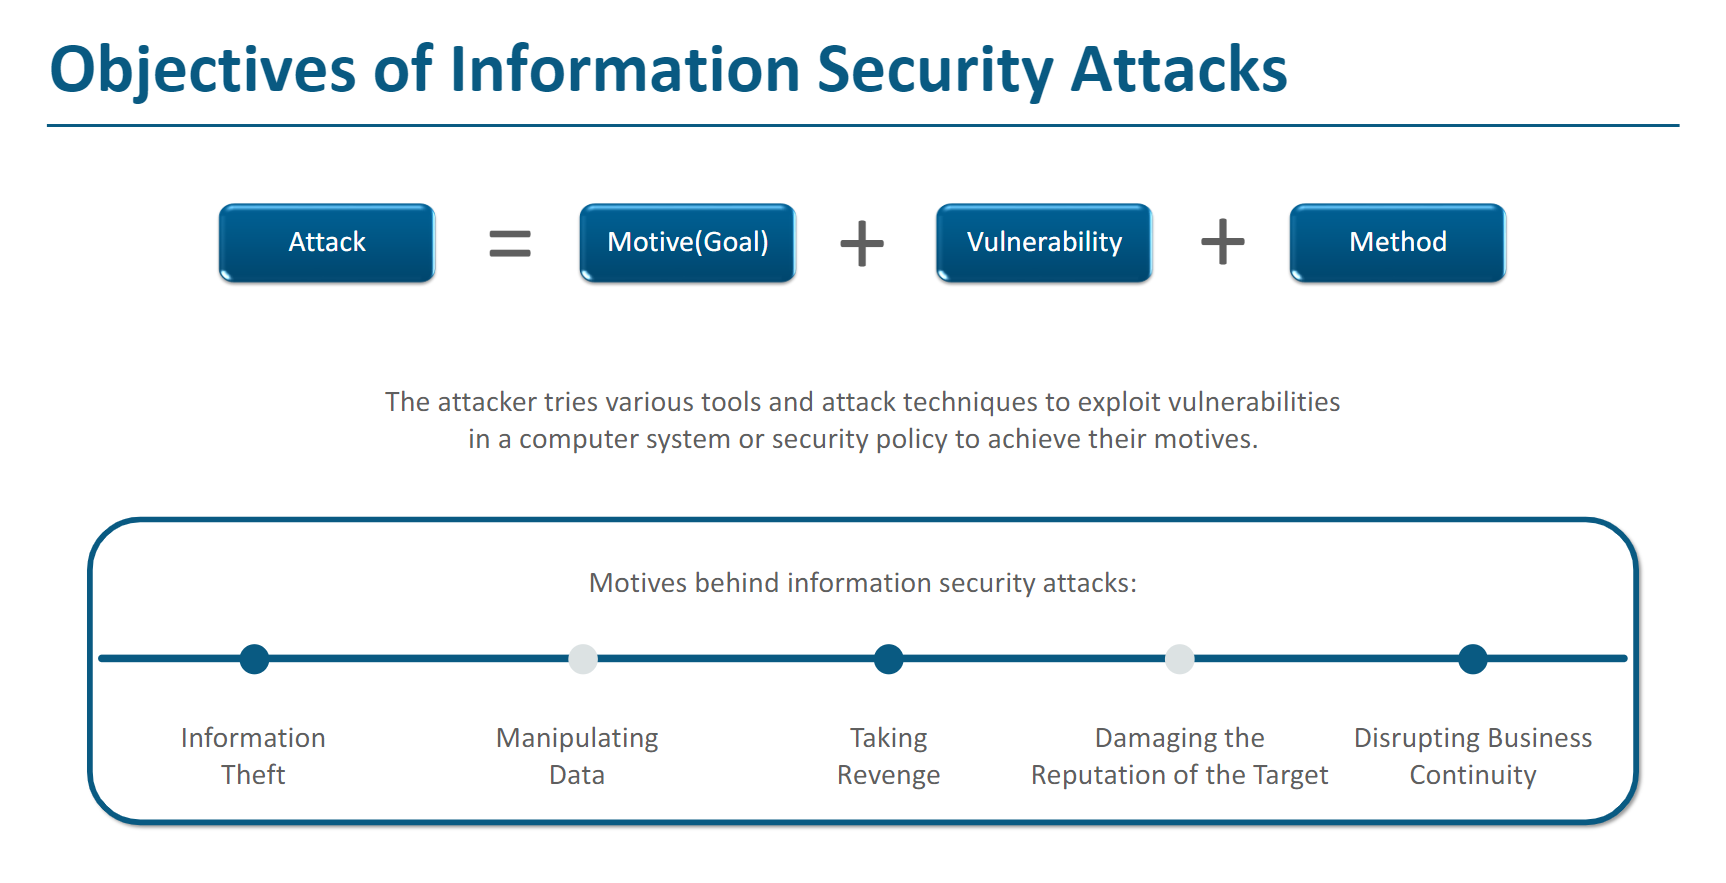 Objectives of Information Security Attacks
Attack = Motive(Goal) + Vulnerability + Method
The attacker tries various tools and attack techniques to exploit vulnerabilities
in a computer system or security policy to achieve their motives.
Motives behind information security attacks:
Information
Theft
Manipulating
Data
Taking
Revenge
Damaging the
Reputation of the Target
Disrupting Business
Continuity